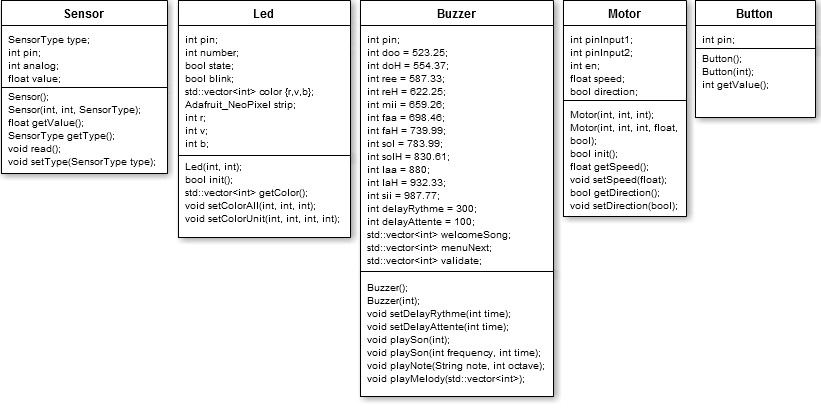 Sensor
SensorType type;
int pin;
int analog;
float value;
Sensor();
Sensor(int, int, SensorType);
float getValue();
SensorType getType();
void read();
void setType(SensorType type);
Led
int pin;
int number;
bool state;
bool blink;
std::vector<int> color {r,v,b};
Adafruit_NeoPixel strip;
int r;
int v;
int b;
Led(int, int);
bool init();
std::vector<int> getColor();
void setColorAll(int, int, int);
void setColorUnit(int, int, int, int);
Buzzer
int pin;
int doo = 523.25;
int doH = 554.37;
int ree = 587.33;
int reH = 622.25;
int mii = 659.26;
int faa = 698.46;
int faH = 739.99;
int sol = 783.99;
int solH = 830.61;
int laa = 880;
int laH = 932.33;
int sii = 987.77;
int delayRythme = 300;
int delayAttente = 100;
std::vector<int> welcomeSong;
std::vector<int> menuNext;
std::vector<int> validate;
Buzzer();
Buzzer(int);
void setDelayRythme(int time);
void setDelayAttente(int time);
void playSon(int);
void playSon(int frequency, int time);
void playNote(String note, int octave);
void playMelody(std::vector<int>);
Motor
int pinInput1;
int pinInput2;
int en;
float speed;
bool direction;
Motor(int, int, int);
Motor(int, int, int, float,
bool);
bool init();
float getSpeed();
void setSpeed(float);
bool getDirection();
void setDirection(bool);
Button
int pin;
Button();
Button(int);
int getValue();